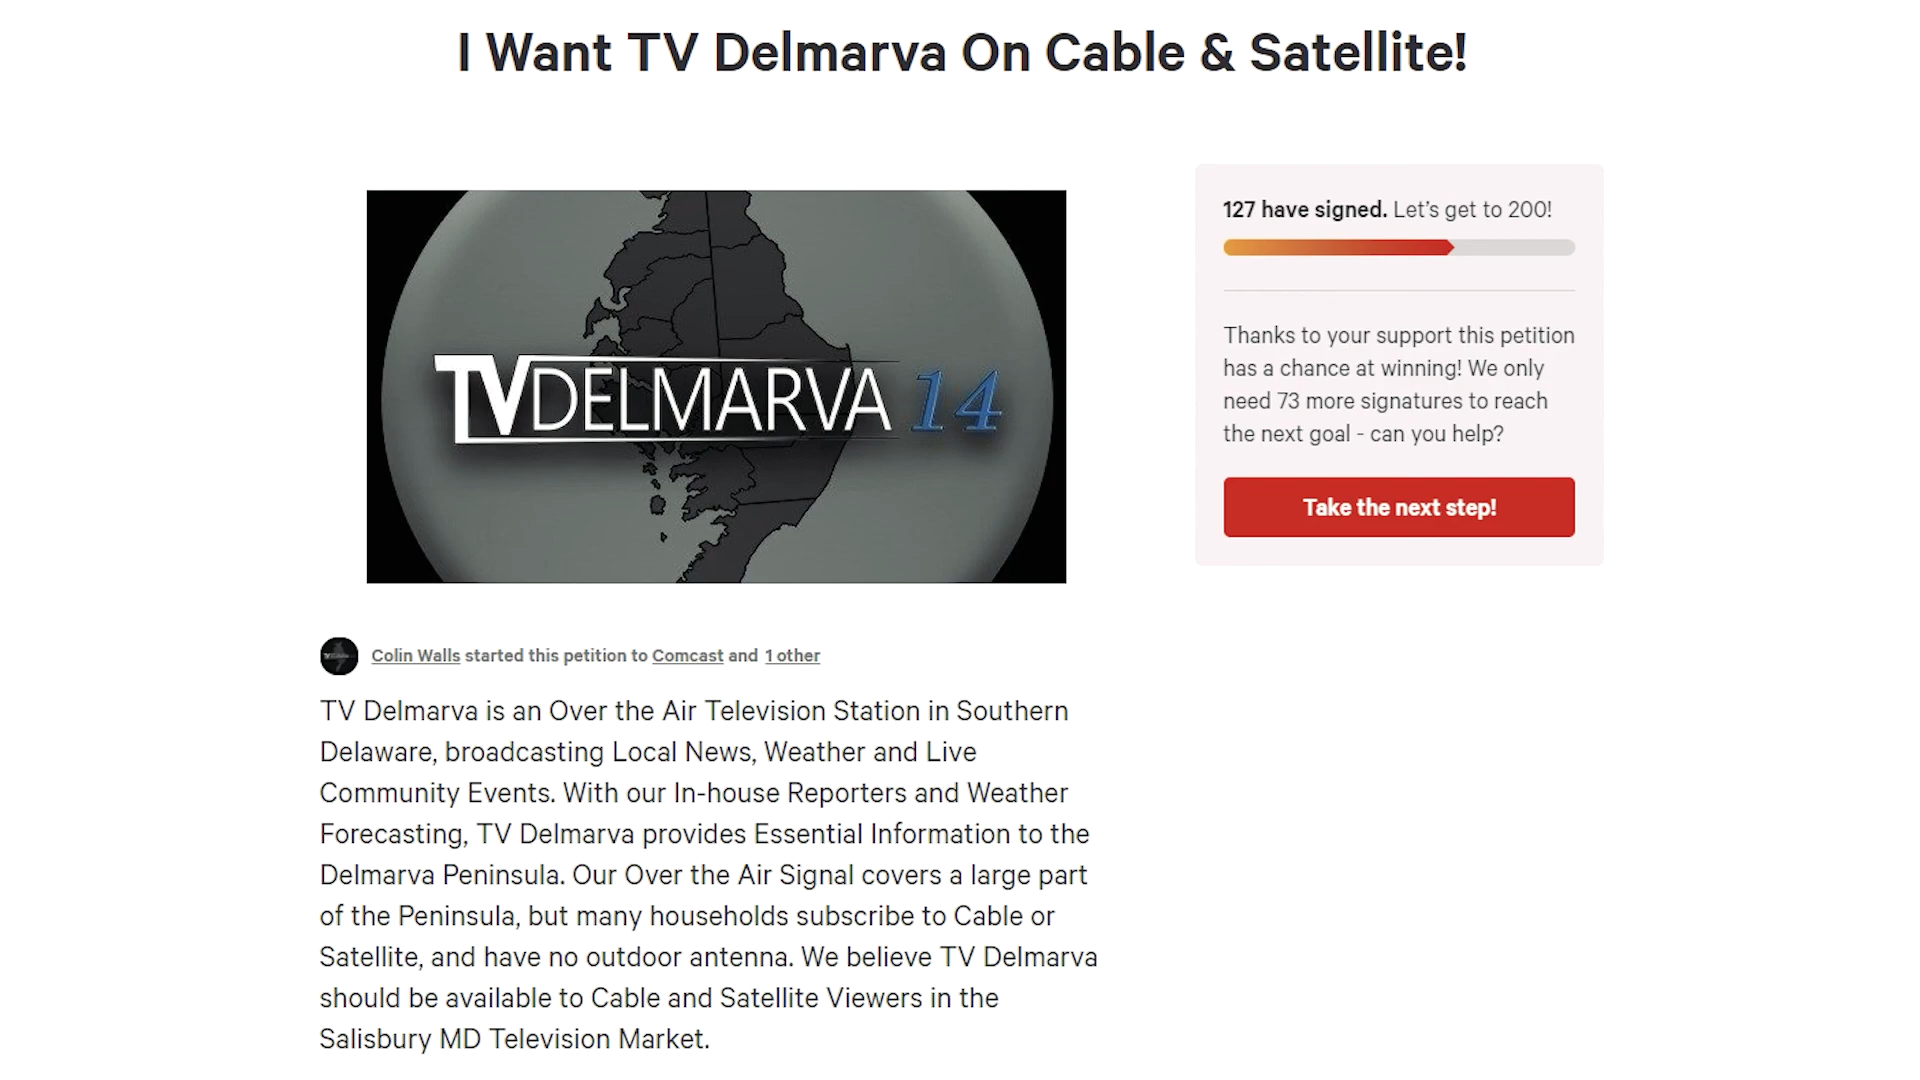 I Want TV Delmarva On Cable & Satellite!
TVDELMARVA 14
127 have signed. Let's get to 200!
Thanks to your support this petition
has a chance at winning! We only
need 73 more signatures to reach
the next goal - can you help?
Take the next step!
Colin Walls started this petition to Comcast and 1 other
TV Delmarva is an Over the Air Television Station in Southern
Delaware, broadcasting Local News, Weather and Live
Community Events. With our In-house Reporters and Weather
Forecasting, TV Delmarva provides Essential Information to the
Delmarva Peninsula. Our Over the Air Signal covers a large part
of the Peninsula, but many households subscribe to Cable or
Satellite, and have no outdoor antenna. We believe TV Delmarva
should be available to Cable and Satellite Viewers in the
Salisbury MD Television Market.